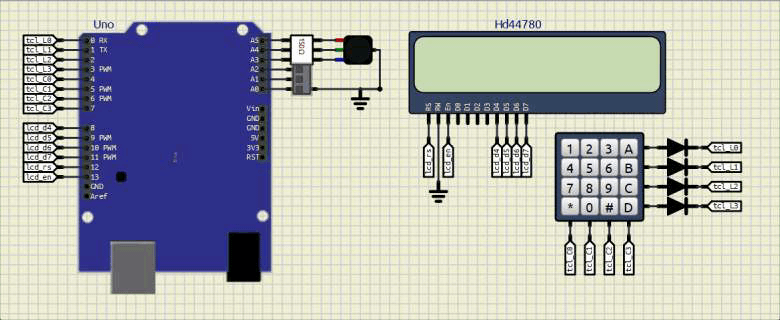 Uno
Hd44780
tcl_L0 0 RX
tcl_L1 1 TX
tcl_L2 2
tcl_L3 3 PWM
tcl_C0 4
tcl_C1 5 PWM
tcl_C2 6 PWM
tcl_C3 7
lcd_d4 8
lcd_d5 9 PWM
lcd_d6 10 PWM
lcd_d7 11 PWM
lcd_rs 12
lcd_en 13
GND
Aref
A5
A4
A3
A2
A1
A0
Vin
GND
GND
5V
3V3
RST
150Ω
RS RW En D0 D1 D2 D3 D4 D5 D6 D7
lcd_rs lcd_en lcd_d4 lcd_d5 lcd_d6 lcd_d7
1 2 3 A tcl_L0
4 5 6 B tcl_L1
7 8 9 C tcl_L2
* 0 # D tcl_L3
tcl_C0 tcl_C1 tcl_C2 tcl_C3